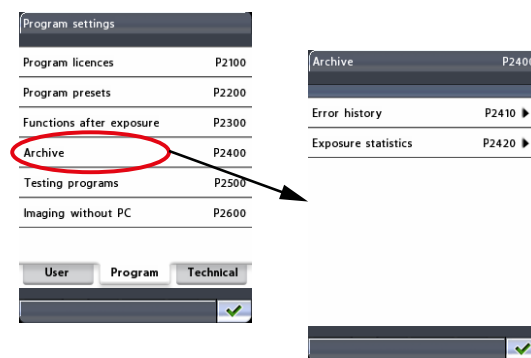 Program settings
Program licences P2100
Program presets P2200
Functions after exposure P2300
Archive P2400
Testing programs P2500
Imaging without PC P2600
User Program Technical
Archive P2400
Error history P2410
Exposure statistics P2420